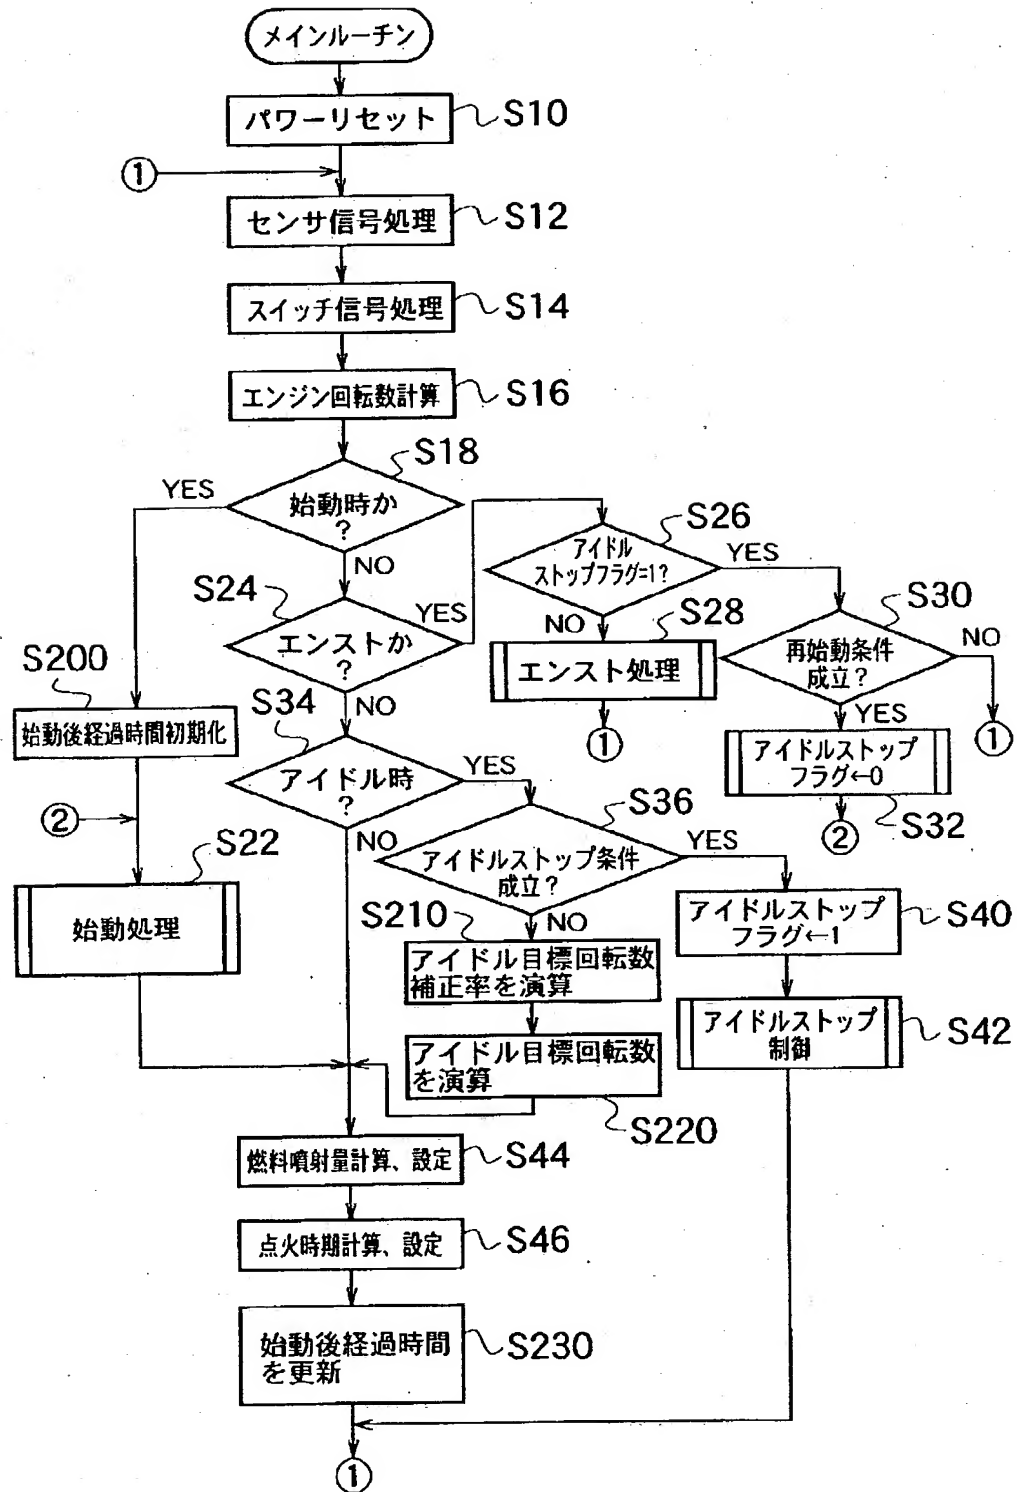 メインルーチン
パワーリセット
S10
①
センサ信号処理
S12
スイッチ信号処理
S14
エンジン回転数計算
S16
S18
YES
始動時か
?
NO
S26
アイドル
ストップフラグ=1?
YES
S24
エンストか
?
YES
NO
NO
S28
エンスト処理
①
S30
再始動条件
成立?
NO
①
YES
アイドルストップ
フラグ←0
S32
②
S200
始動後経過時間初期化
②
S22
始動処理
S34
アイドル時
?
YES
NO
S36
アイドルストップ条件
成立?
YES
NO
S210
アイドル目標回転数
補正率を演算
アイドルストップ
フラグ←1
S40
アイドル目標回転数
を演算
S220
アイドルストップ
制御
S42
燃料噴射量計算、設定
S44
点火時期計算、設定
S46
始動後経過時間
を更新
S230
①